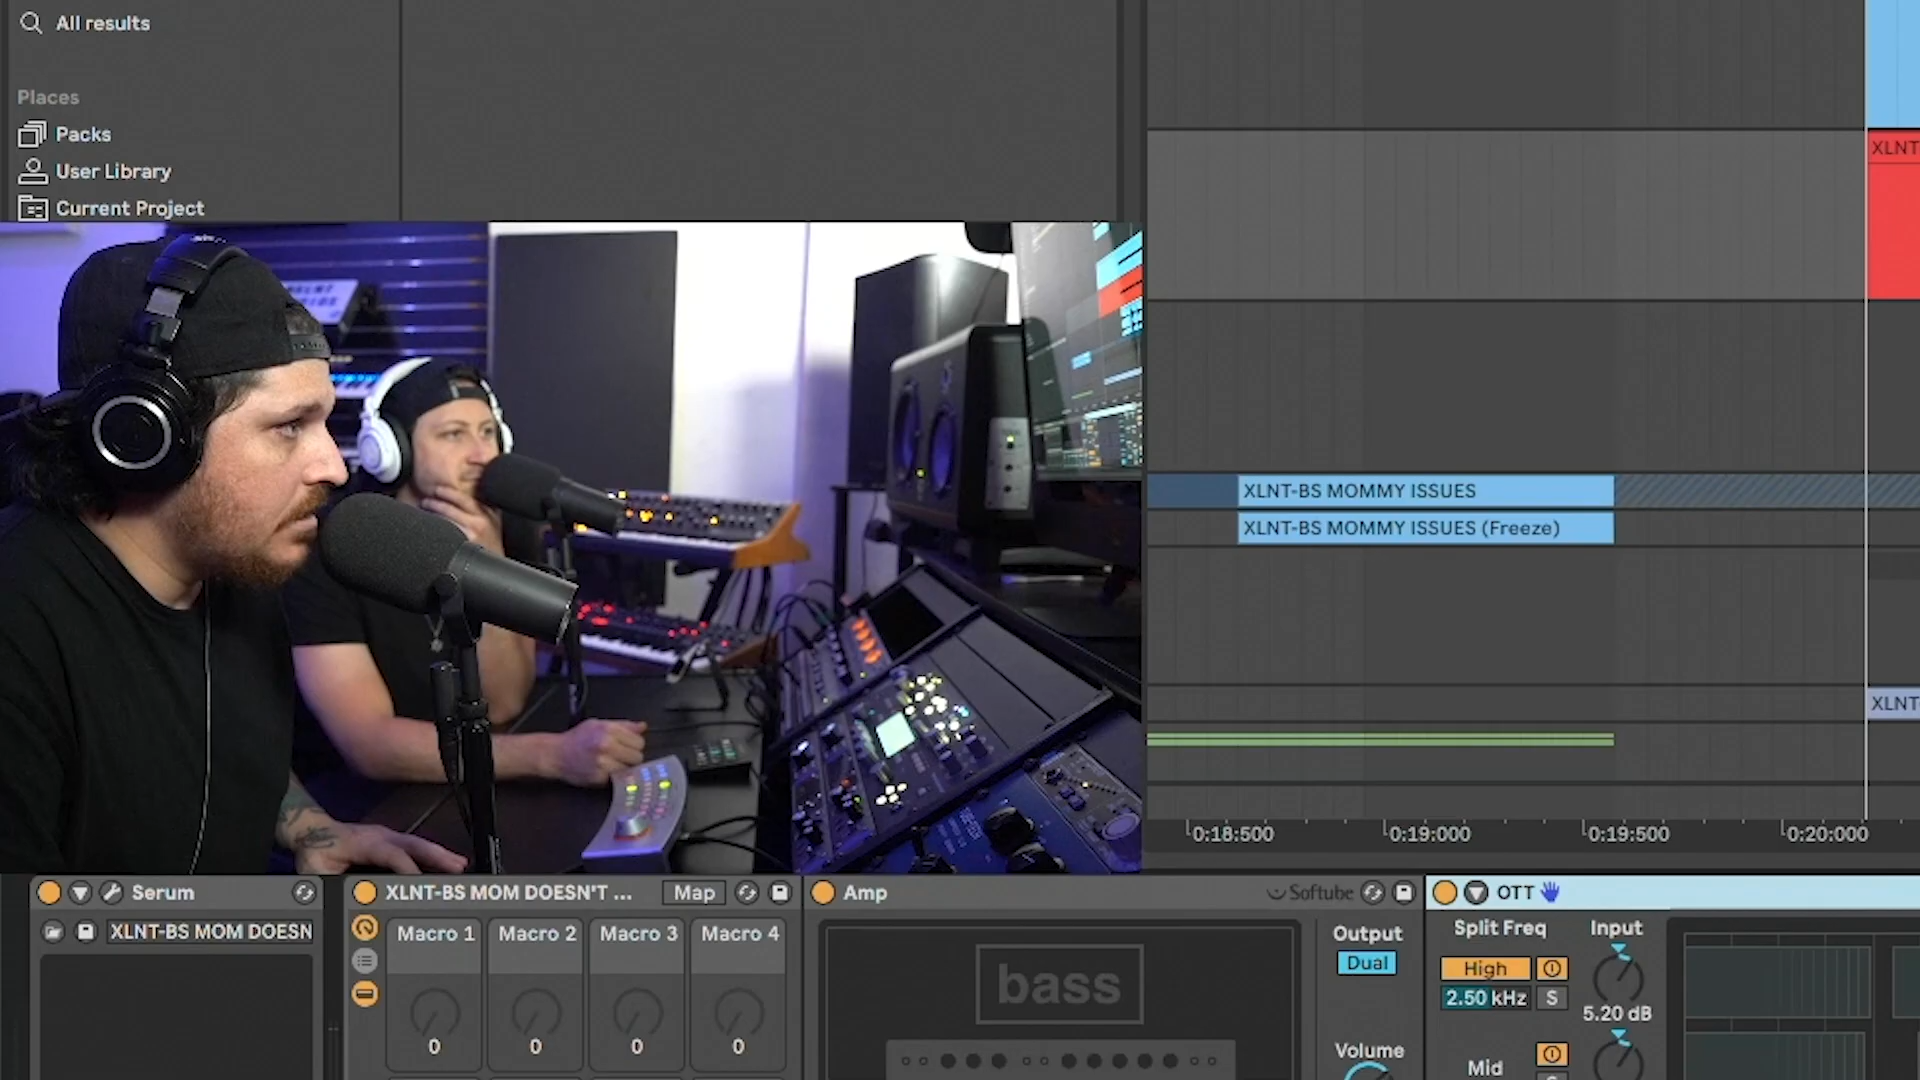 All results
Places
Packs
User Library
Current Project
XLNT
XLNT-BS MOMMY ISSUES
XLNT-BS MOMMY ISSUES (Freeze)
XLNT-
0:18:500
0:19:000
0:19:500
0:20:000
Serum
XLNT-BS MOM DOESN'T ...
Map
Amp
Softube
OTT
XLNT-BS MOM DOESN
Macro 1
Macro 2
Macro 3
Macro 4
0
0
0
0
bass
Output
Dual
Volume
Split Freq
Input
High
2.50 kHz
S
5.20 dB
Mid